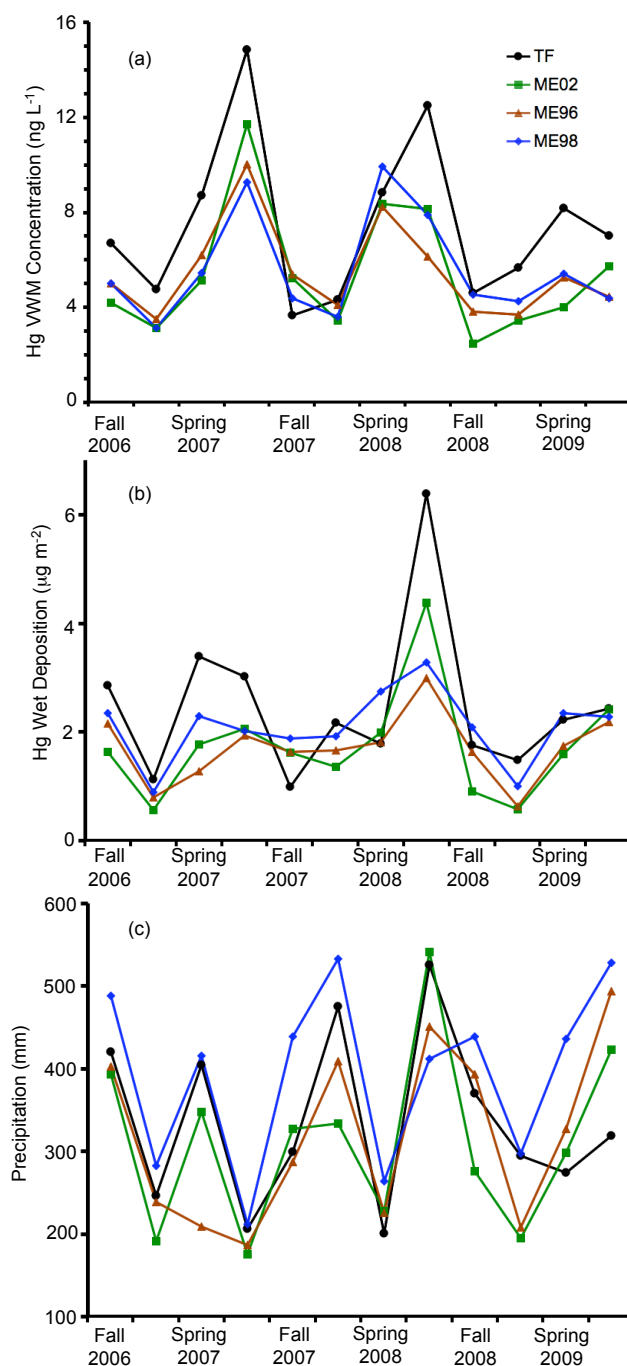 16
(a)
TF
ME02
ME96
ME98
12
8
4
0
Hg VWM Concentration (ng L-1)
Fall Spring Fall Spring Fall Spring
2006 2007 2007 2008 2008 2009
(b)
6
4
2
0
Hg Wet Deposition (µg m-2)
Fall Spring Fall Spring Fall Spring
2006 2007 2007 2008 2008 2009
600
(c)
500
400
300
200
100
Precipitation (mm)
Fall Spring Fall Spring Fall Spring
2006 2007 2007 2008 2008 2009